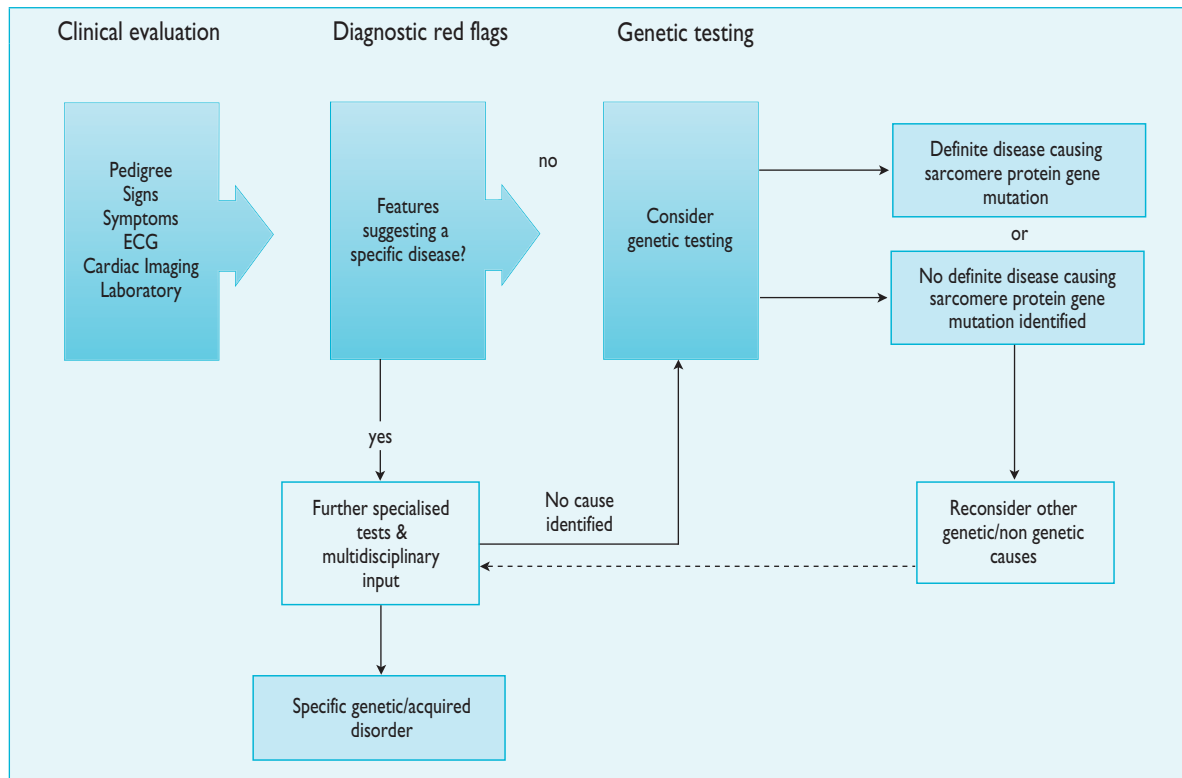 Clinical evaluation
Diagnostic red flags
Genetic testing
Pedigree
Signs
Symptoms
ECG
Cardiac Imaging
Laboratory
Features
suggesting a
specific disease?
no
Consider
genetic testing
Definite disease causing
sarcomere protein gene
mutation
or
No definite disease causing
sarcomere protein gene
mutation identified
yes
Further specialised
tests &
multidisciplinary
input
No cause
identified
Reconsider other
genetic/non genetic
causes
Specific genetic/acquired
disorder